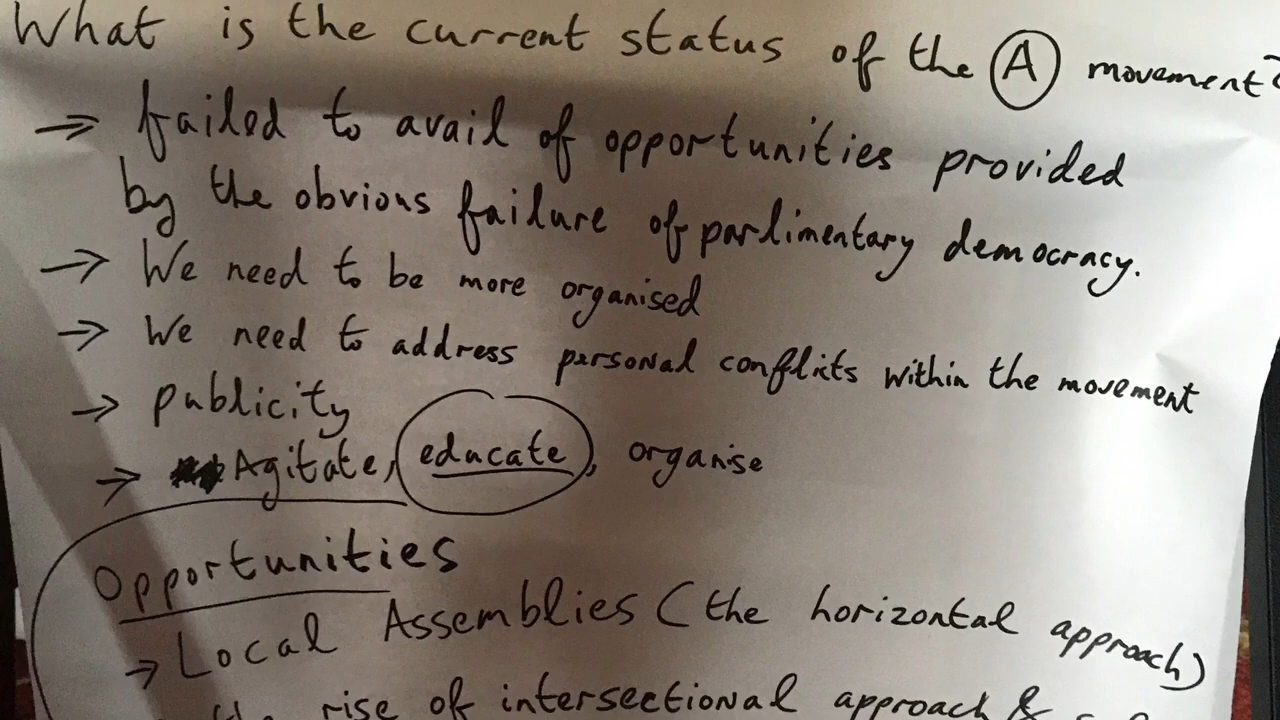 What is the current status of the A movement?
→ failed to avail of opportunities provided
by the obvious failure of parlimentary democracy.
→ We need to be more organised
→ We need to address personal conflicts within the movement
→ publicity
→ Agitate, educate, organise
Opportunities
→ Local Assemblies (the horizontal approach)
rise of intersectional approach &